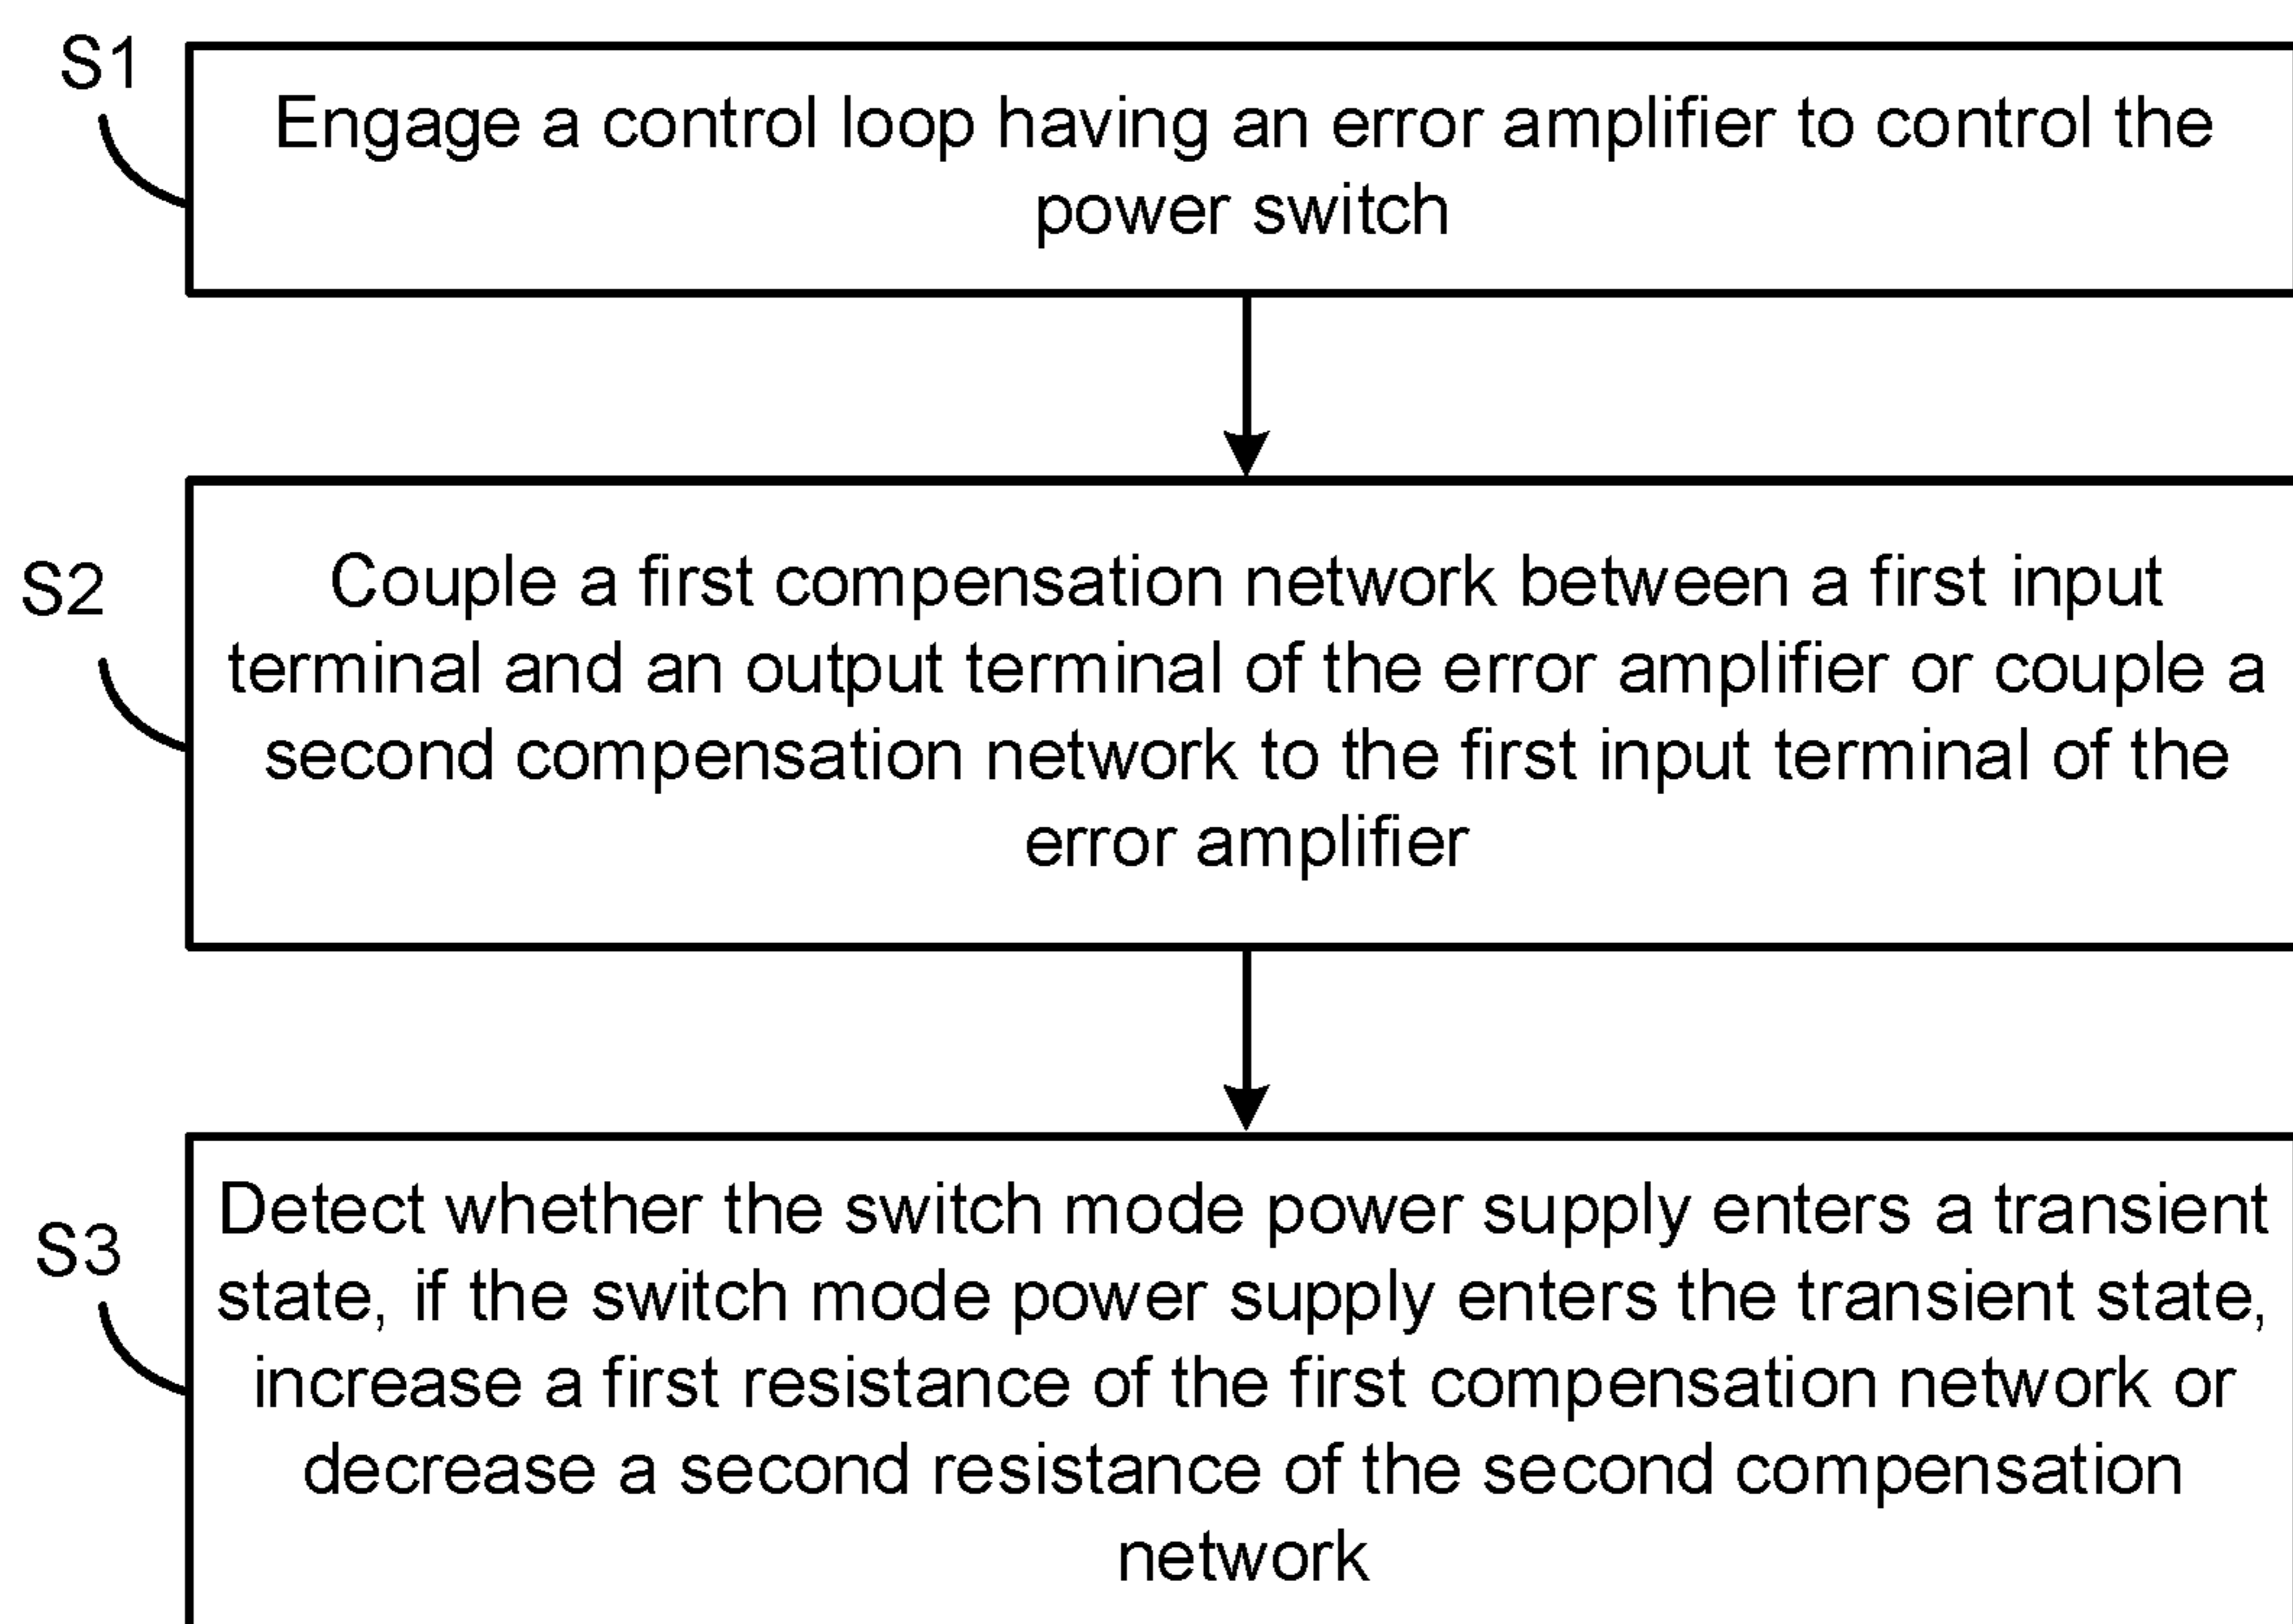 S1
Engage a control loop having an error amplifier to control the
power switch
S2
Couple a first compensation network between a first input
terminal and an output terminal of the error amplifier or couple a
second compensation network to the first input terminal of the
error amplifier
S3
Detect whether the switch mode power supply enters a transient
state, if the switch mode power supply enters the transient state,
increase a first resistance of the first compensation network or
decrease a second resistance of the second compensation
network